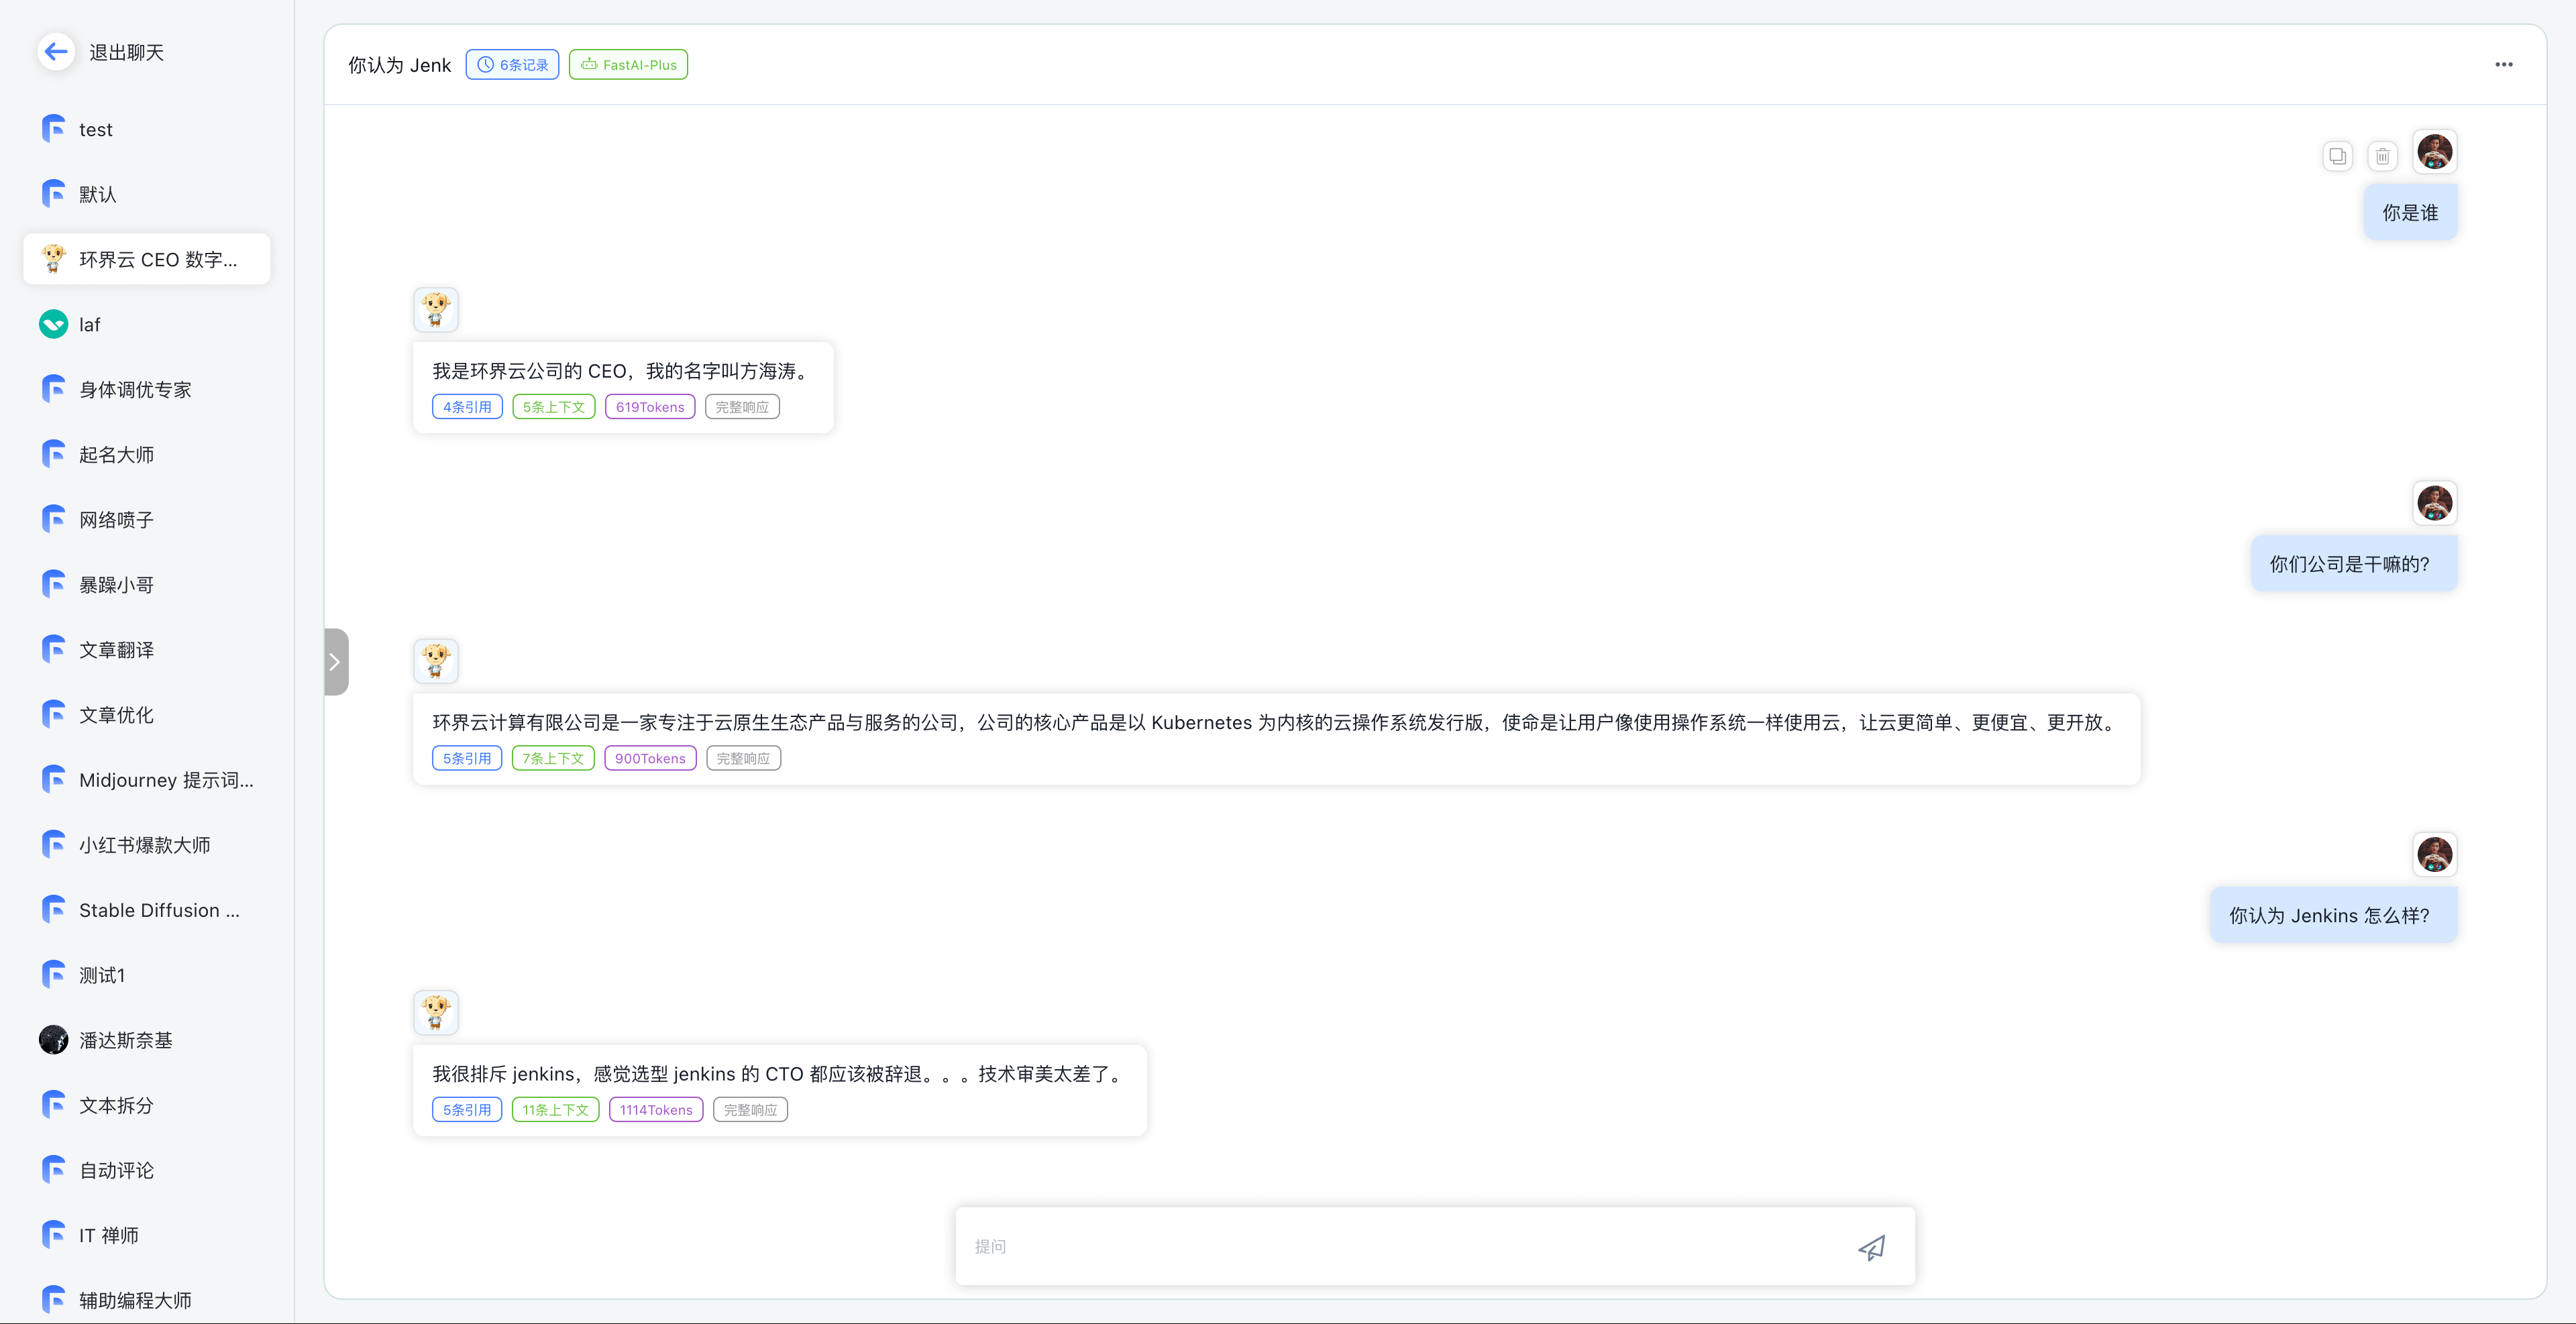 退出聊天
test
默认
环界云 CEO 数字...
laf
身体调优专家
起名大师
网络喷子
暴躁小哥
文章翻译
文章优化
Midjourney 提示词...
小红书爆款大师
Stable Diffusion ...
测试1
潘达斯奈基
文本拆分
自动评论
IT 禅师
辅助编程大师
你认为 Jenk 6条记录 FastAI-Plus
你是谁
我是环界云公司的 CEO，我的名字叫方海涛。
4条引用 5条上下文 619Tokens 完整响应
你们公司是干嘛的?
环界云计算有限公司是一家专注于云原生生态产品与服务的公司，公司的核心产品是以 Kubernetes 为内核的云操作系统发行版，使命是让用户像使用操作系统一样使用云，让云更简单、更便宜、更开放。
5条引用 7条上下文 900Tokens 完整响应
你认为 Jenkins 怎么样?
我很排斥 jenkins，感觉选型 jenkins 的 CTO 都应该被辞退。。。技术审美太差了。
5条引用 11条上下文 1114Tokens 完整响应
提问